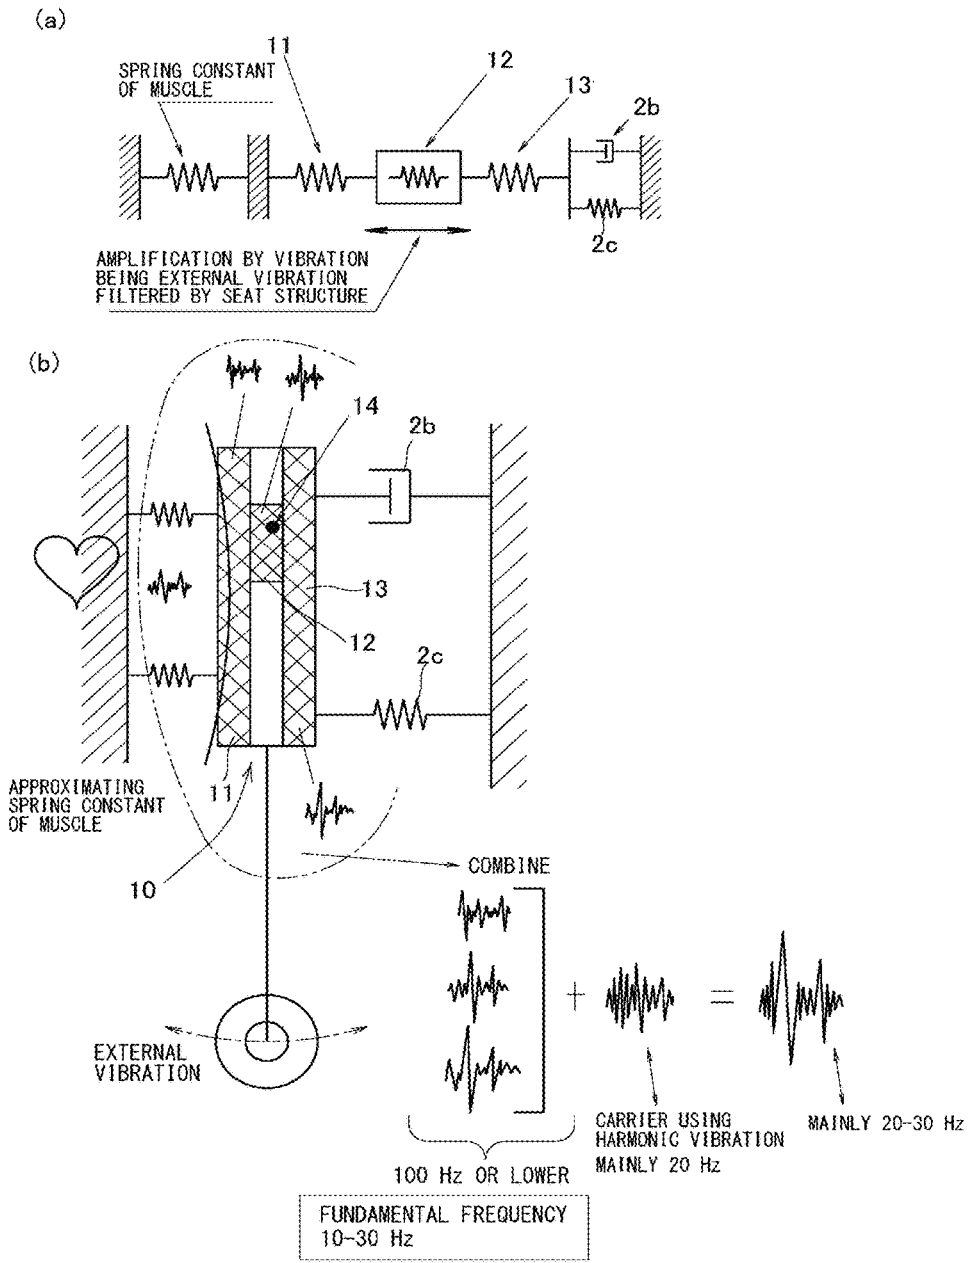 (a)
11
12
SPRING CONSTANT
OF MUSCLE
13
2b
2c
AMPLIFICATION BY VIBRATION
BEING EXTERNAL VIBRATION
FILTERED BY SEAT STRUCTURE
(b)
14
2b
13
12
2c
11
APPROXIMATING
SPRING CONSTANT
OF MUSCLE
10
COMBINE
+
=
EXTERNAL
VIBRATION
CARRIER USING
HARMONIC VIBRATION
MAINLY 20 Hz
MAINLY 20-30 Hz
100 Hz OR LOWER
FUNDAMENTAL FREQUENCY
10-30 Hz